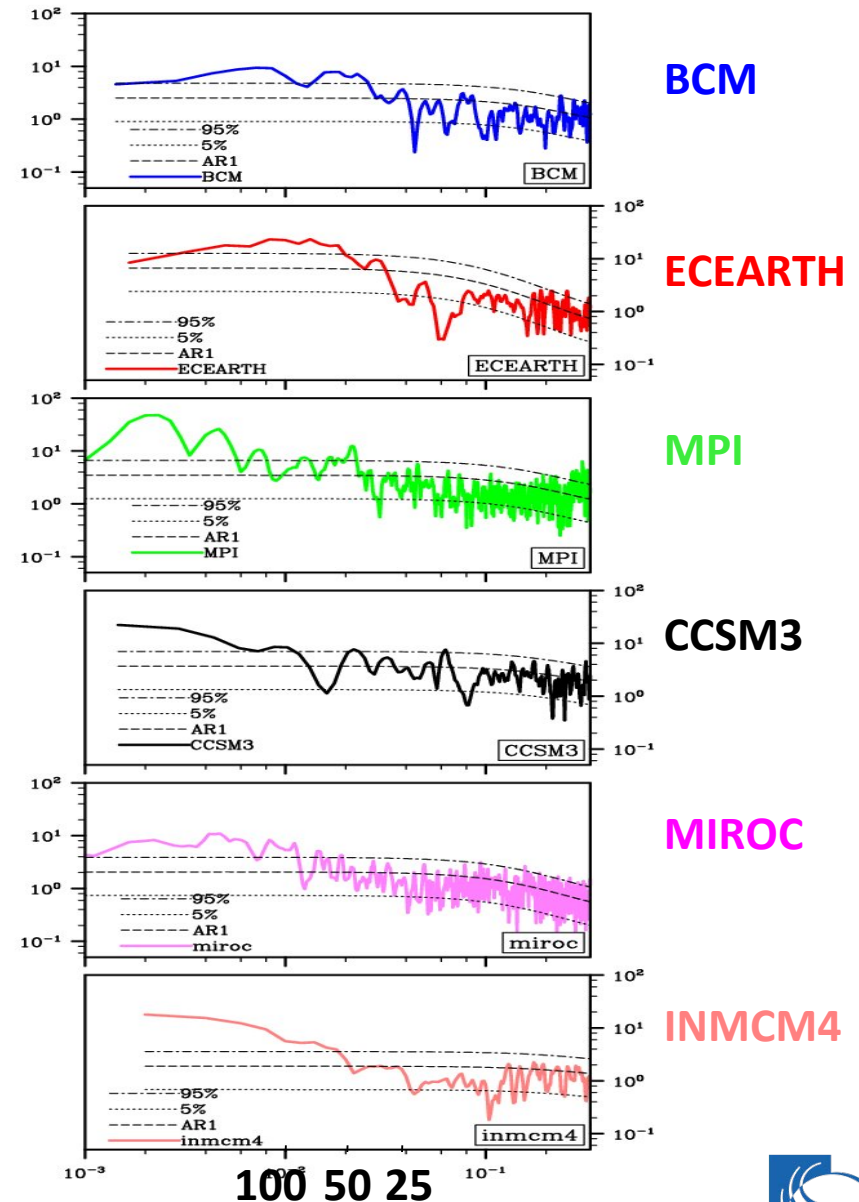 10²
10¹
10⁰
10⁻¹
95%
5%
AR1
BCM
BCM
BCM
10²
10¹
10⁰
10⁻¹
95%
5%
AR1
ECEARTH
ECEARTH
ECEARTH
10²
10¹
10⁰
10⁻¹
95%
5%
AR1
MPI
MPI
MPI
10²
10¹
10⁰
10⁻¹
95%
5%
AR1
CCSM3
CCSM3
CCSM3
10²
10¹
10⁰
10⁻¹
95%
5%
AR1
miroc
miroc
MIROC
10²
10¹
10⁰
10⁻¹
95%
5%
AR1
inmcm4
inmcm4
INMCM4
10⁻³ 10⁻² 10⁻¹
100 50 25